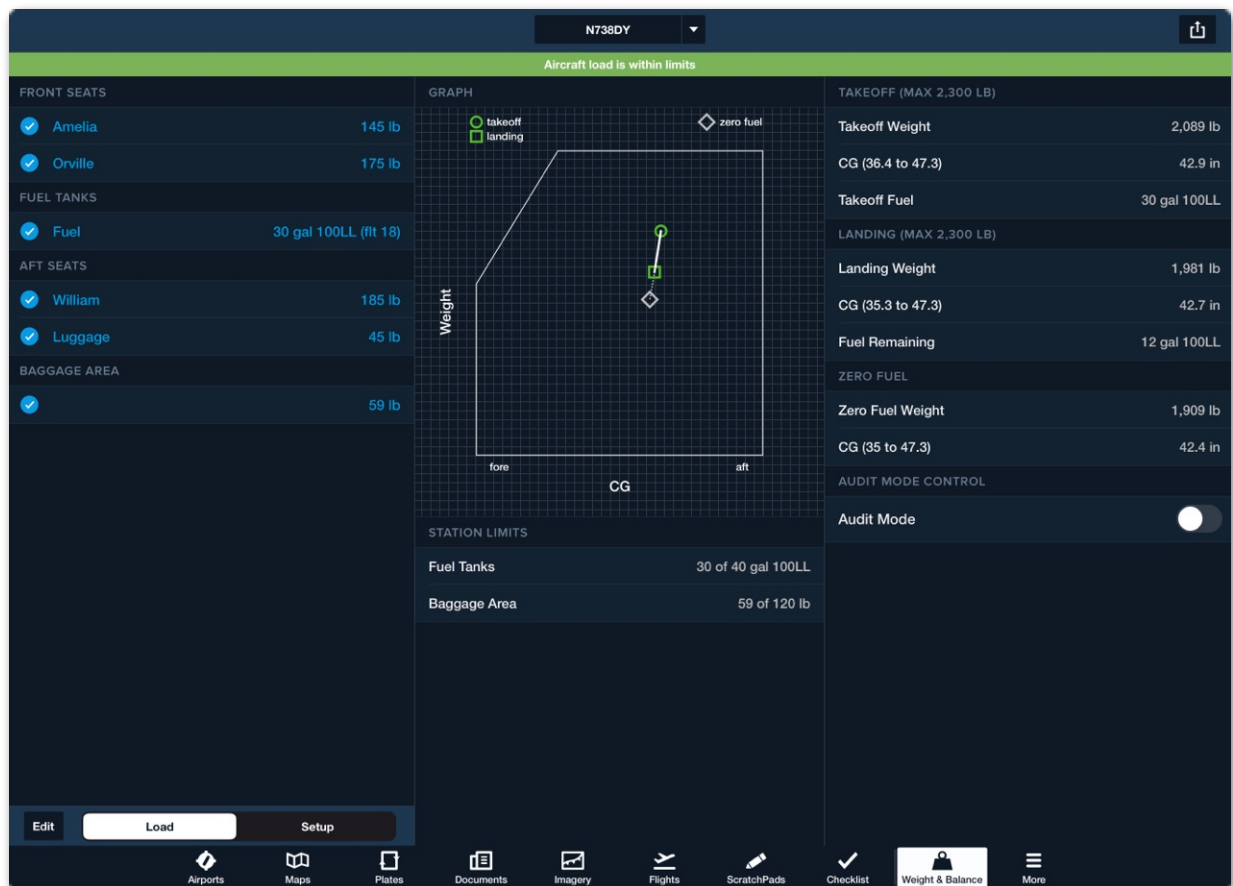 N738DY
Aircraft load is within limits
FRONT SEATS
Amelia 145 lb
Orville 175 lb
FUEL TANKS
Fuel 30 gal 100LL (flt 18)
AFT SEATS
William 185 lb
Luggage 45 lb
BAGGAGE AREA
59 lb
GRAPH
takeoff
landing
zero fuel
Weight
fore
aft
CG
STATION LIMITS
Fuel Tanks 30 of 40 gal 100LL
Baggage Area 59 of 120 lb
TAKEOFF (MAX 2,300 LB)
Takeoff Weight 2,089 lb
CG (36.4 to 47.3) 42.9 in
Takeoff Fuel 30 gal 100LL
LANDING (MAX 2,300 LB)
Landing Weight 1,981 lb
CG (35.3 to 47.3) 42.7 in
Fuel Remaining 12 gal 100LL
ZERO FUEL
Zero Fuel Weight 1,909 lb
CG (35 to 47.3) 42.4 in
AUDIT MODE CONTROL
Audit Mode
Edit Load Setup
Airports Maps Plates Documents Imagery Flights ScratchPads Checklist Weight & Balance More